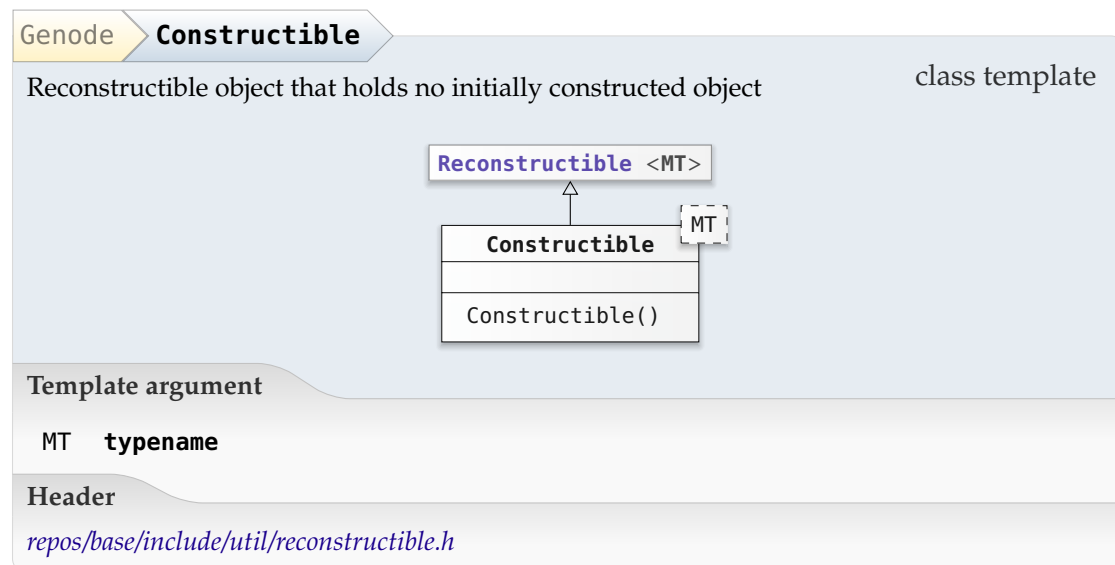 Genode Constructible
Reconstructible object that holds no initially constructed object
class template
Reconstructible <MT>
MT
Constructible
Constructible()
Template argument
MT typename
Header
repos/base/include/util/reconstructible.h